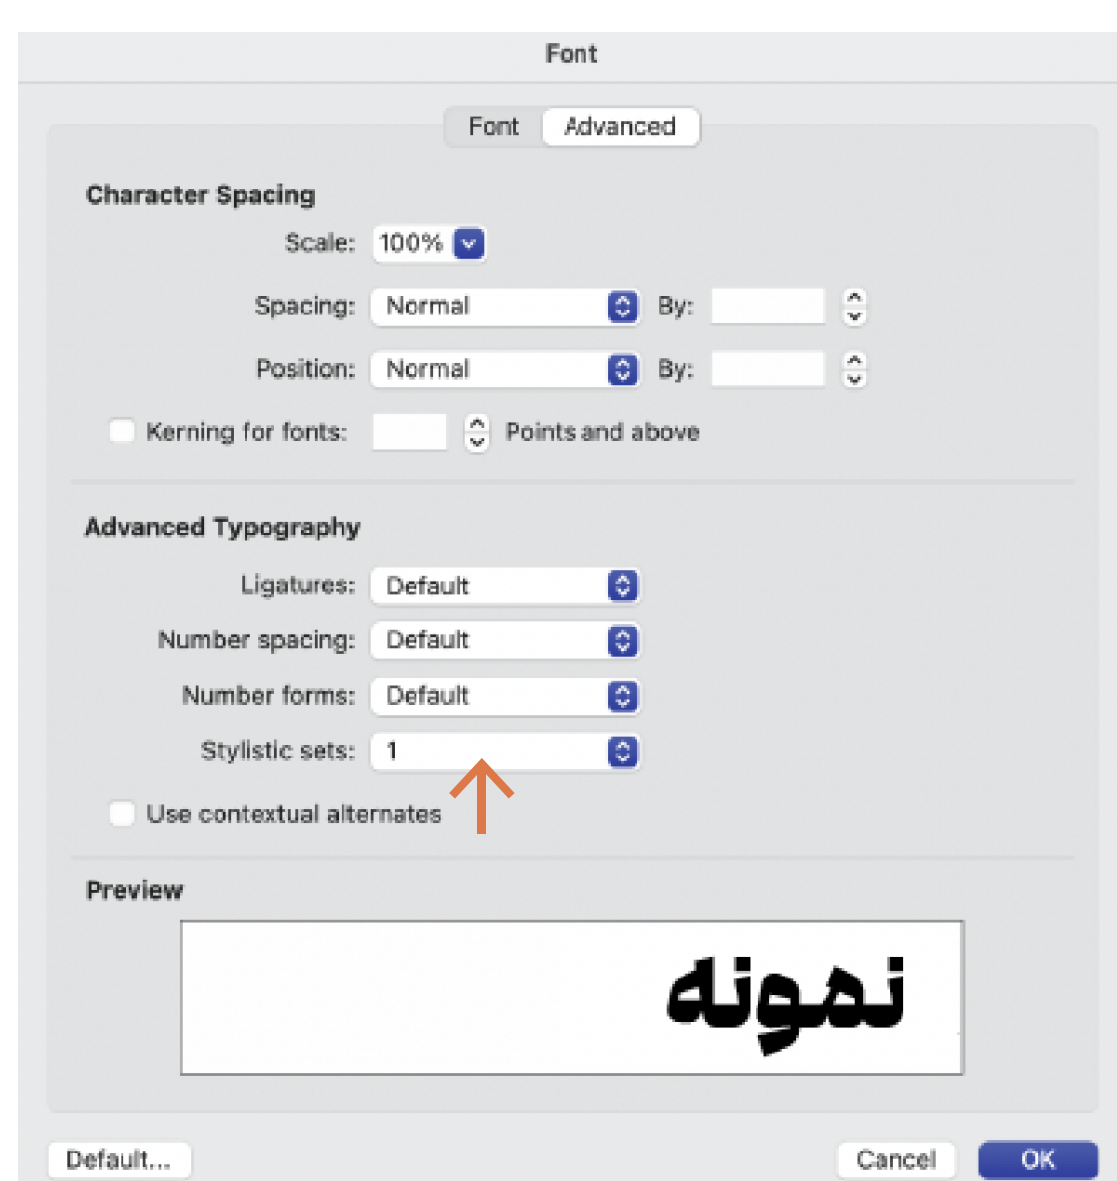 Font
Font Advanced
Character Spacing
Scale: 100%
Spacing: Normal By:
Position: Normal By:
Kerning for fonts: Points and above
Advanced Typography
Ligatures: Default
Number spacing: Default
Number forms: Default
Stylistic sets: 1
Use contextual alternates
Preview
نمونه
Default... Cancel OK